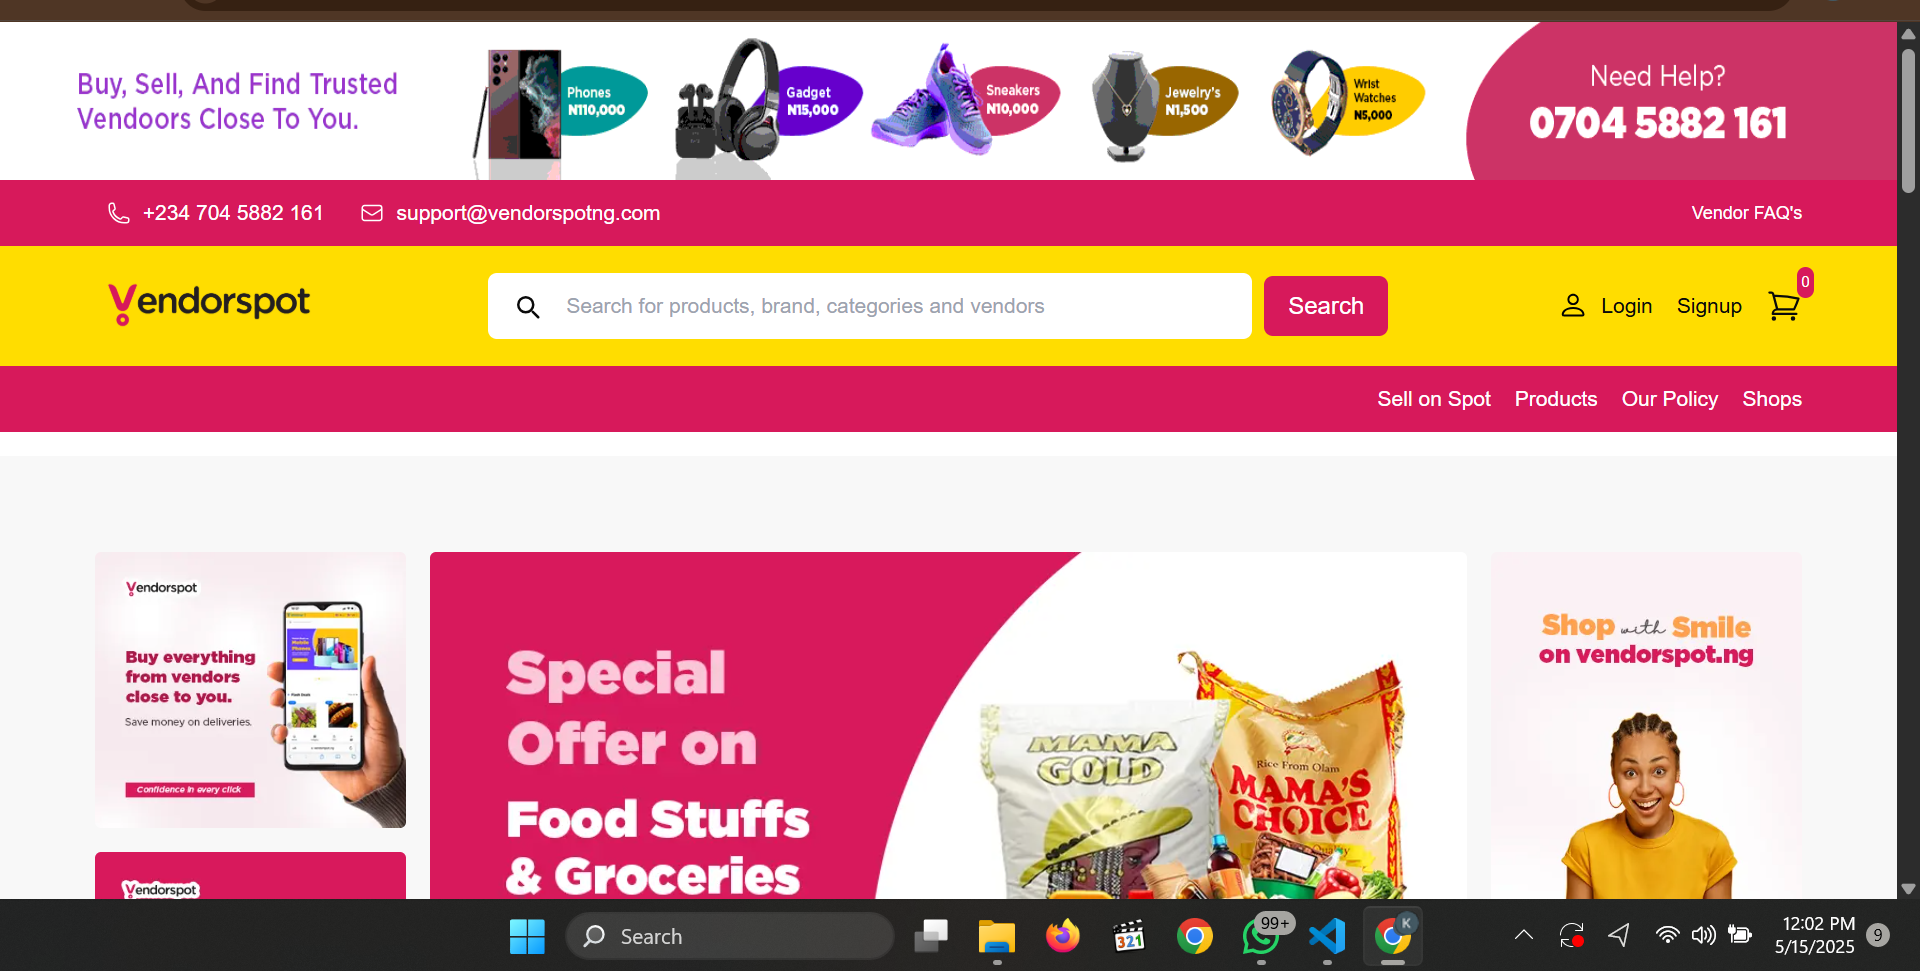 Buy, Sell, And Find Trusted
Vendoors Close To You.
Phones
N110,000
Gadget
N15,000
Sneakers
N10,000
Jewelry's
N1,500
Wrist
Watches
N5,000
Need Help?
0704 5882 161
+234 704 5882 161
support@vendorspotng.com
Vendor FAQ's
Vendorspot
Search for products, brand, categories and vendors
Search
Login
Signup
0
Sell on Spot
Products
Our Policy
Shops
Vendorspot
Buy everything
from vendors
close to you.
Save money on deliveries.
Confidence in every click
Vendorspot
Special
Offer on
Food Stuffs
& Groceries
MAMA
GOLD
Rice From Olam
MAMA'S
CHOICE
Shop with Smile
on vendorspot.ng
Search
321
99+
K
12:02 PM
5/15/2025
9